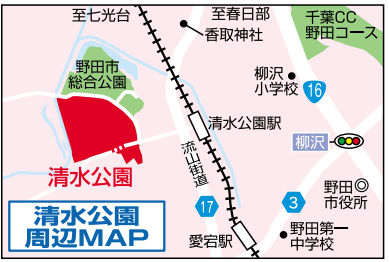 至七光台
至春日部
千葉CC
野田コース
香取神社
野田市
総合公園
柳沢
小学校
16
清水公園駅
柳沢
流山街道
清水公園
野田
市役所
17
3
清水公園
周辺MAP
愛宕駅
野田第一
中学校